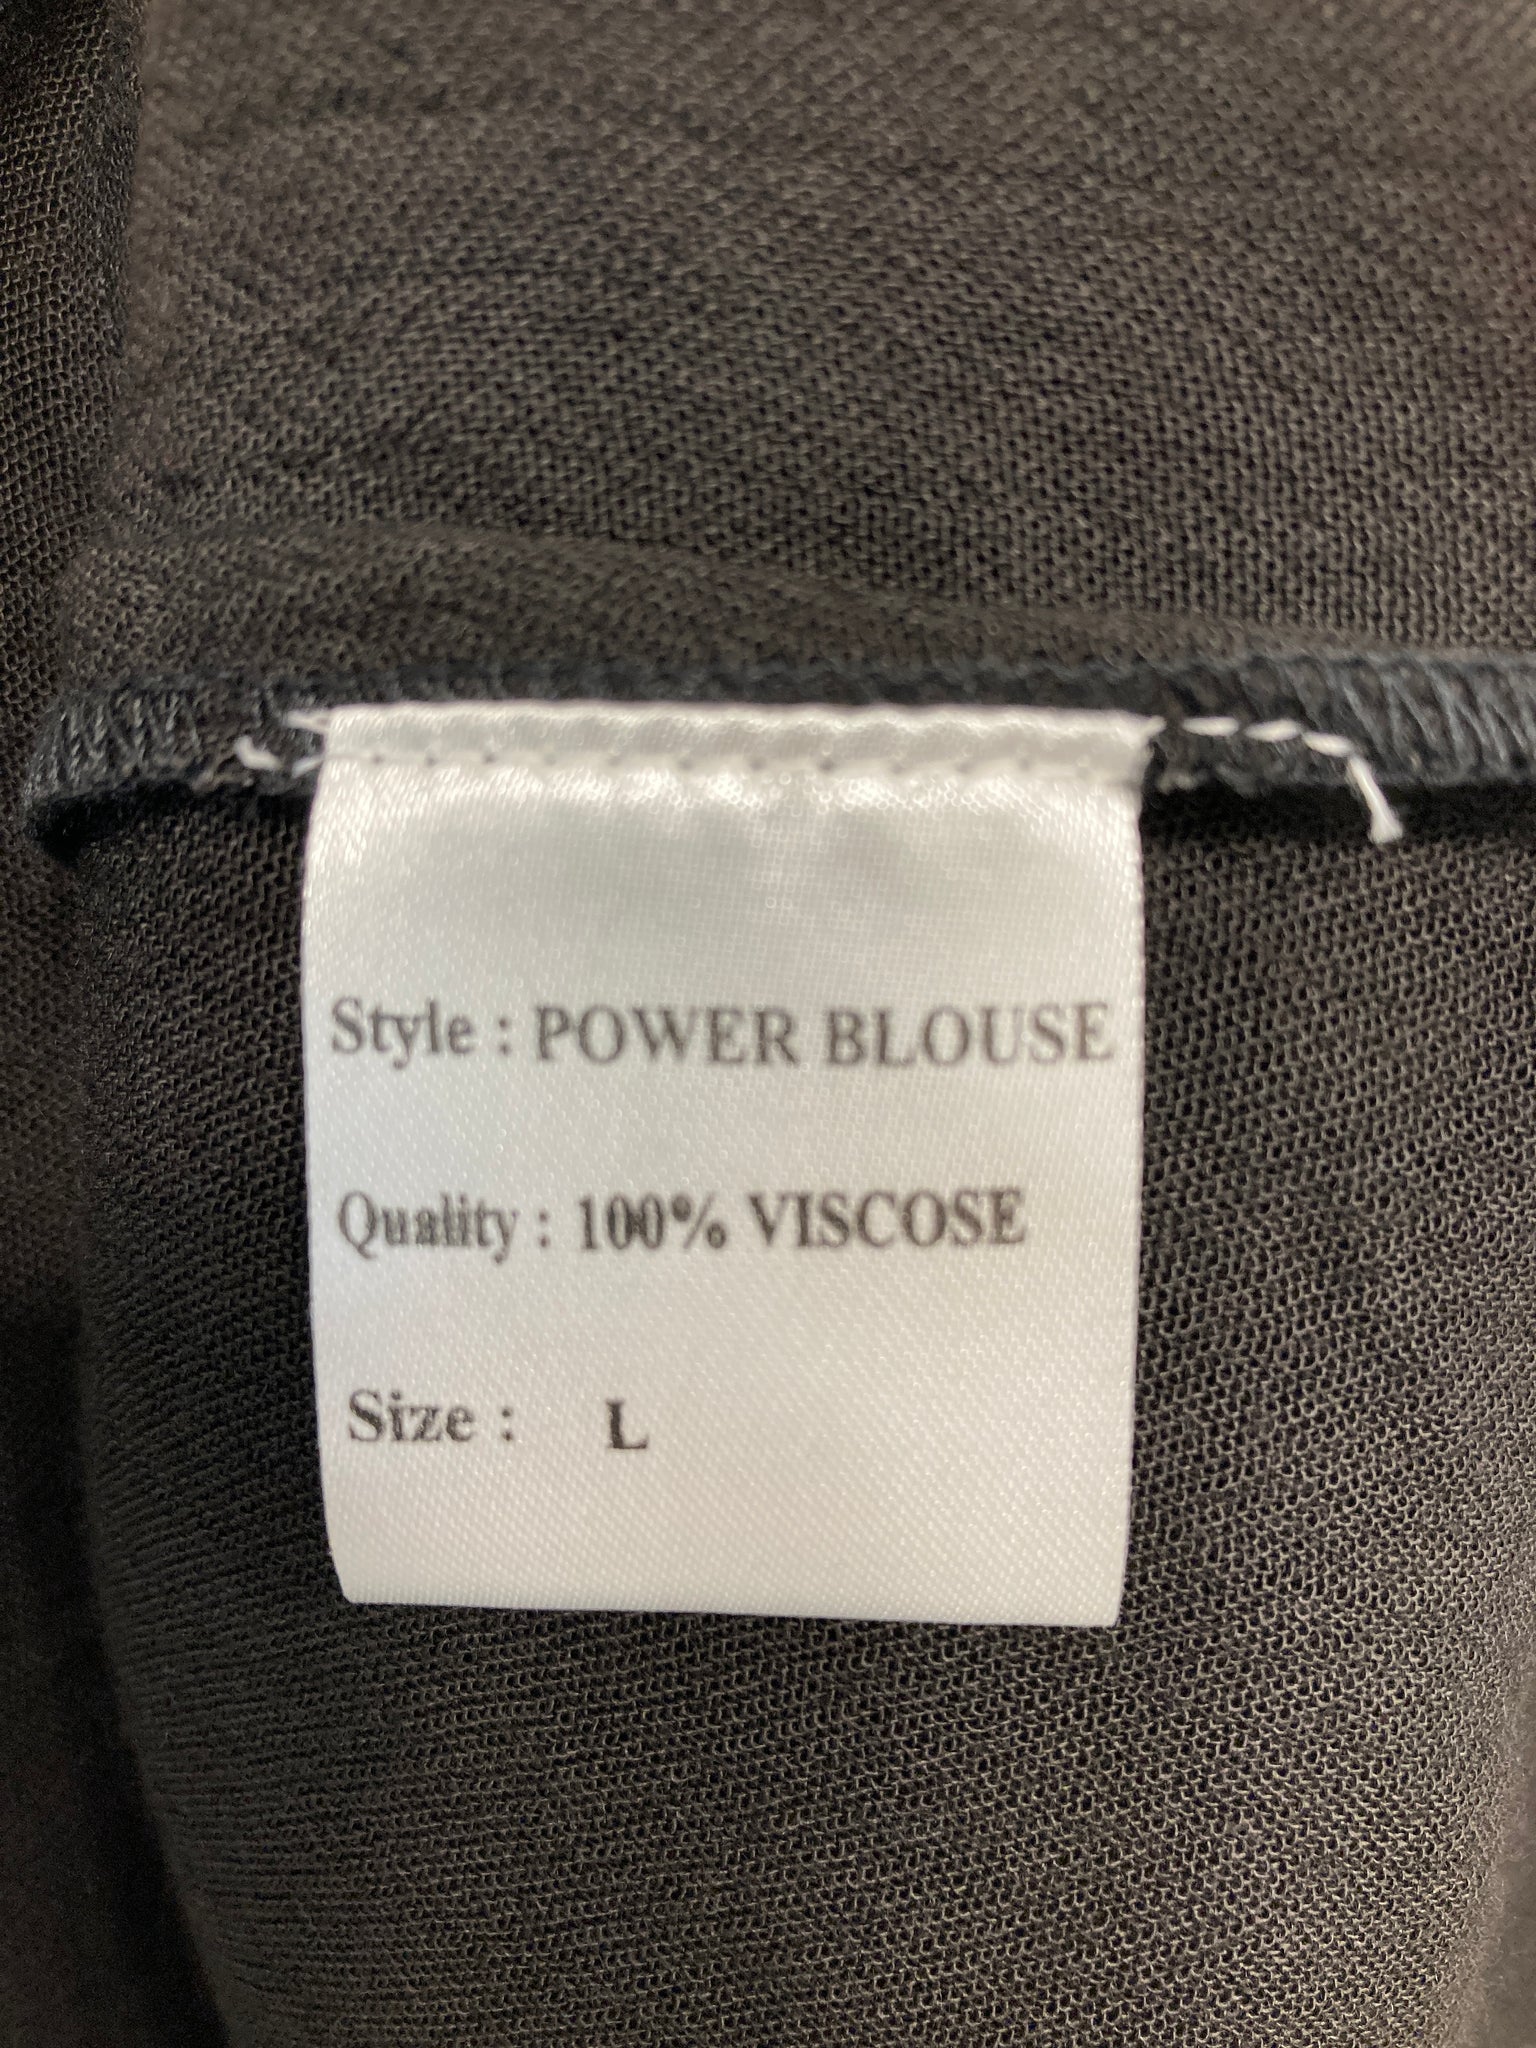 Style : POWER BLOUSE
Quality : 100% VISCOSE
Size : L